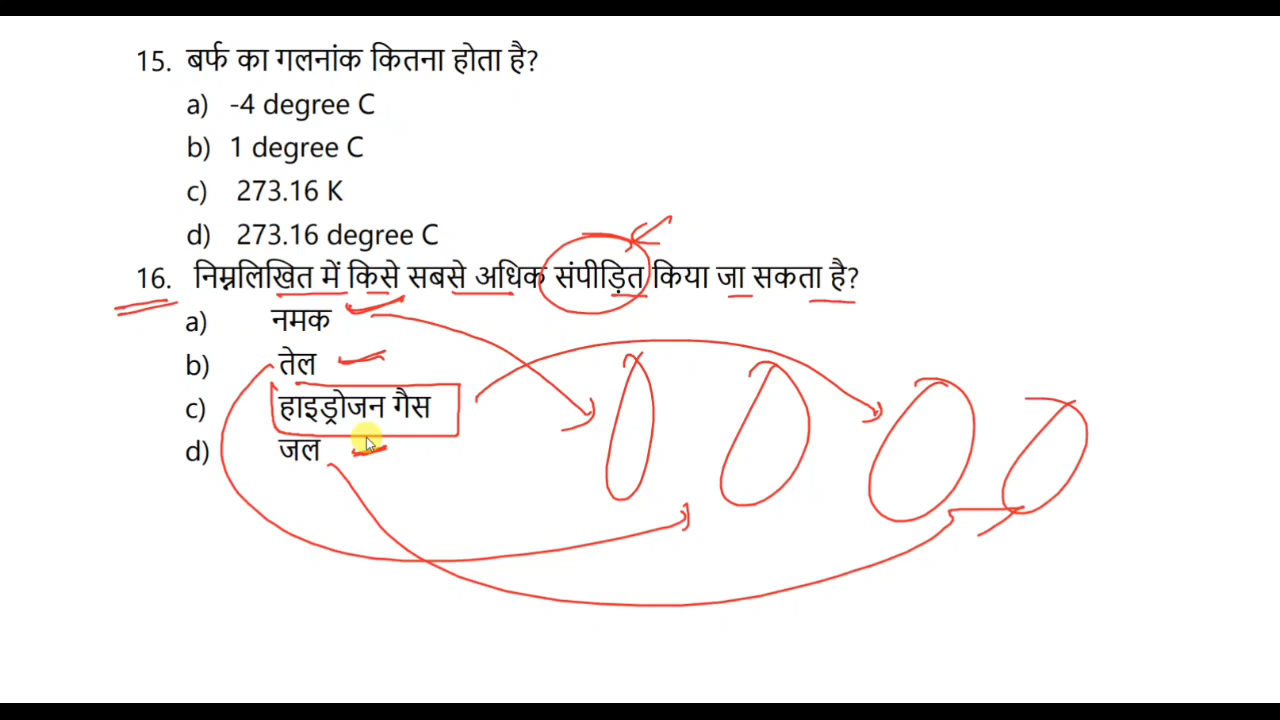 15. बर्फ का गलनांक कितना होता है?
a) -4 degree C
b) 1 degree C
c) 273.16 K
d) 273.16 degree C
16. निम्नलिखित में किसे सबसे अधिक संपीड़ित किया जा सकता है?
a) नमक
b) तेल
c) हाइड्रोजन गैस
d) जल